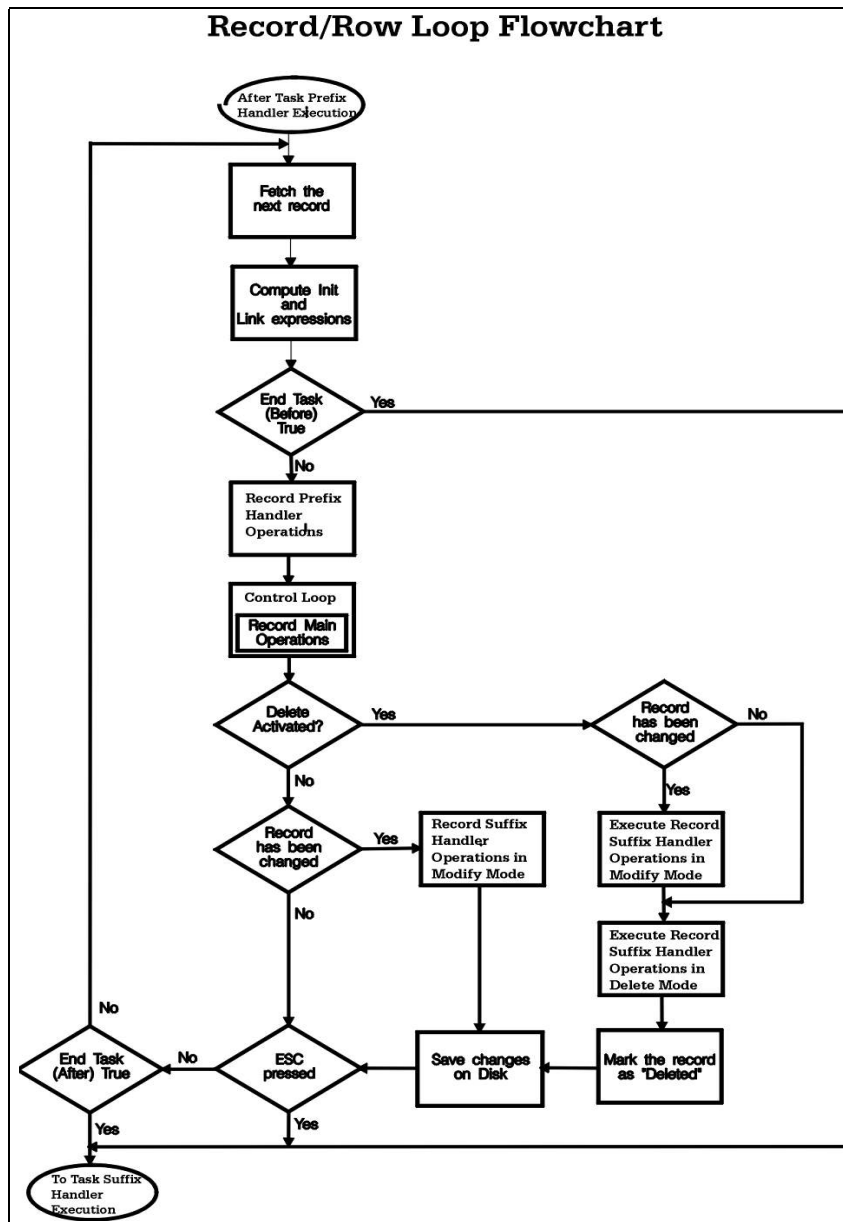 Record/Row Loop Flowchart
After Task Prefix
Handler Execution
Fetch the
next record
Compute Init
and
Link expressions
End Task
(Before)
True
Yes
No
Record Prefix
Handler
Operations
Control Loop
Record Main
Operations
Delete
Activated?
Yes
Record
has been
changed
No
No
Yes
Record
has been
changed
Yes
Record Suffix
Handler
Operations in
Modify Mode
Execute Record
Suffix Handler
Operations in
Modify Mode
No
Execute Record
Suffix Handler
Operations in
Delete Mode
No
End Task
(After) True
No
ESC
pressed
Save changes
on Disk
Mark the record
as "Deleted"
Yes
Yes
To Task Suffix
Handler
Execution